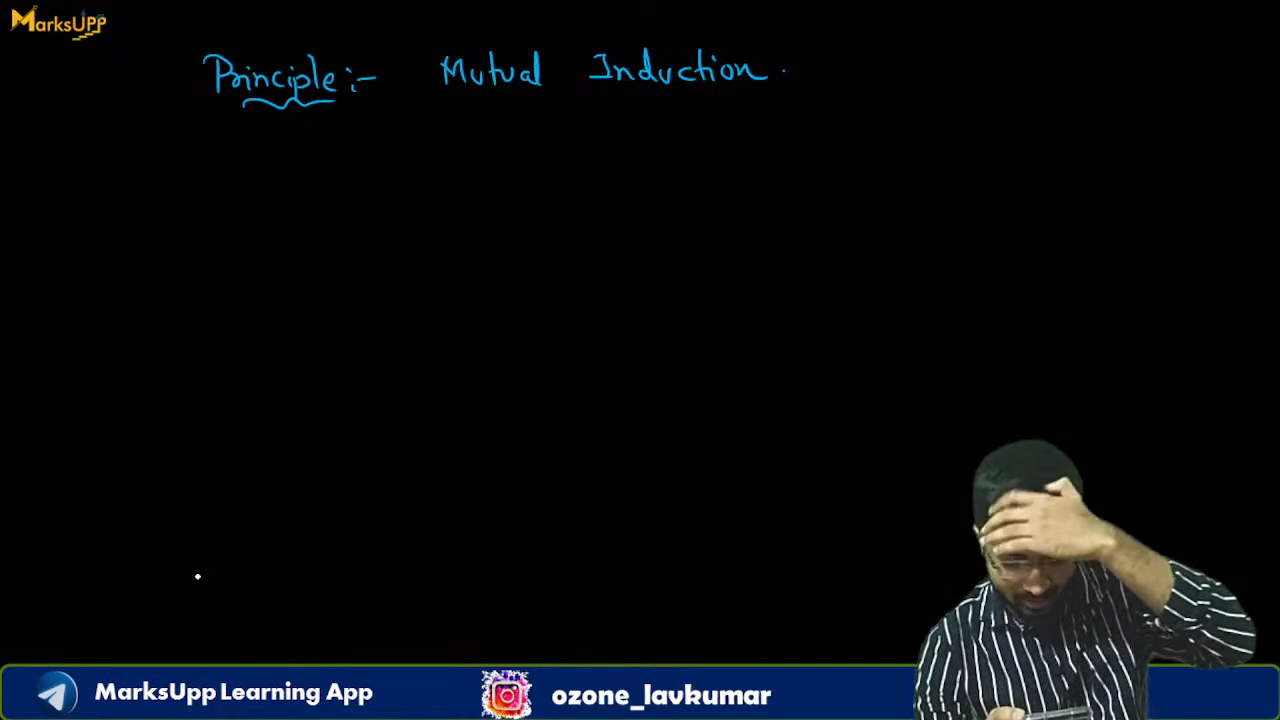 MarksUPP
Principle:- Mutual Induction.
MarksUpp Learning App
ozone_lavkumar